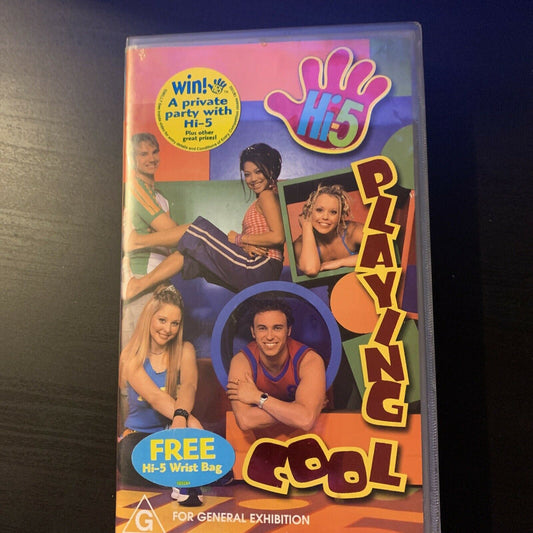 win!
A private
party with
Hi-5
Plus other
great prizes!
Hi-5
PLAYING
COOL
FREE
Hi-5 Wrist Bag
G
FOR GENERAL EXHIBITION